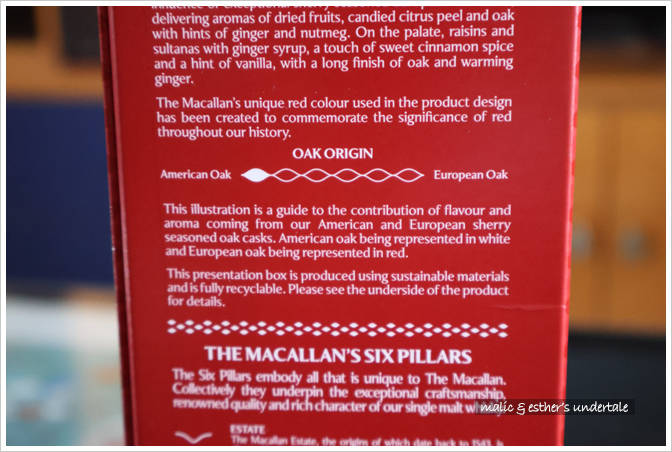 delivering aromas of dried fruits, candied citrus peel and oak
with hints of ginger and nutmeg. On the palate, raisins and
sultanas with ginger syrup, a touch of sweet cinnamon spice
and a hint of vanilla, with a long finish of oak and warming
ginger.
The Macallan's unique red colour used in the product design
has been created to commemorate the significance of red
throughout our history.
OAK ORIGIN
American Oak European Oak
This illustration is a guide to the contribution of flavour and
aroma coming from our American and European sherry
seasoned oak casks. American oak being represented in white
and European oak being represented in red.
This presentation box is produced using sustainable materials
and is fully recyclable. Please see the underside of the product
for details.
THE MACALLAN'S SIX PILLARS
The Six Pillars embody all that is unique to The Macallan.
Collectively they underpin the exceptional craftsmanship,
renowned quality and rich character of our single malt
malic & esther's undertale
ESTATE
The Macallan Estate, the origins of which date back to 1543, is